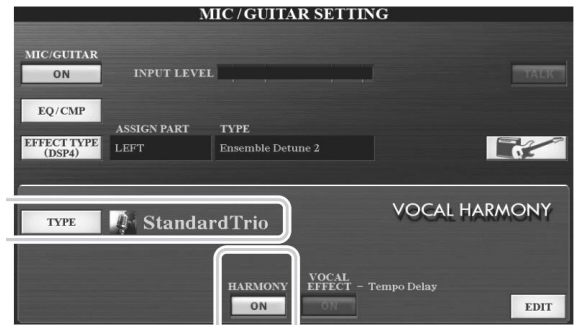 MIC / GUITAR SETTING
MIC/GUITAR
ON
INPUT LEVEL
TALK
EQ/CMP
ASSIGN PART TYPE
EFFECT TYPE
(DSP4)
LEFT Ensemble Detune 2
VOCAL HARMONY
TYPE StandardTrio
HARMONY
ON
VOCAL
EFFECT – Tempo Delay
ON
EDIT